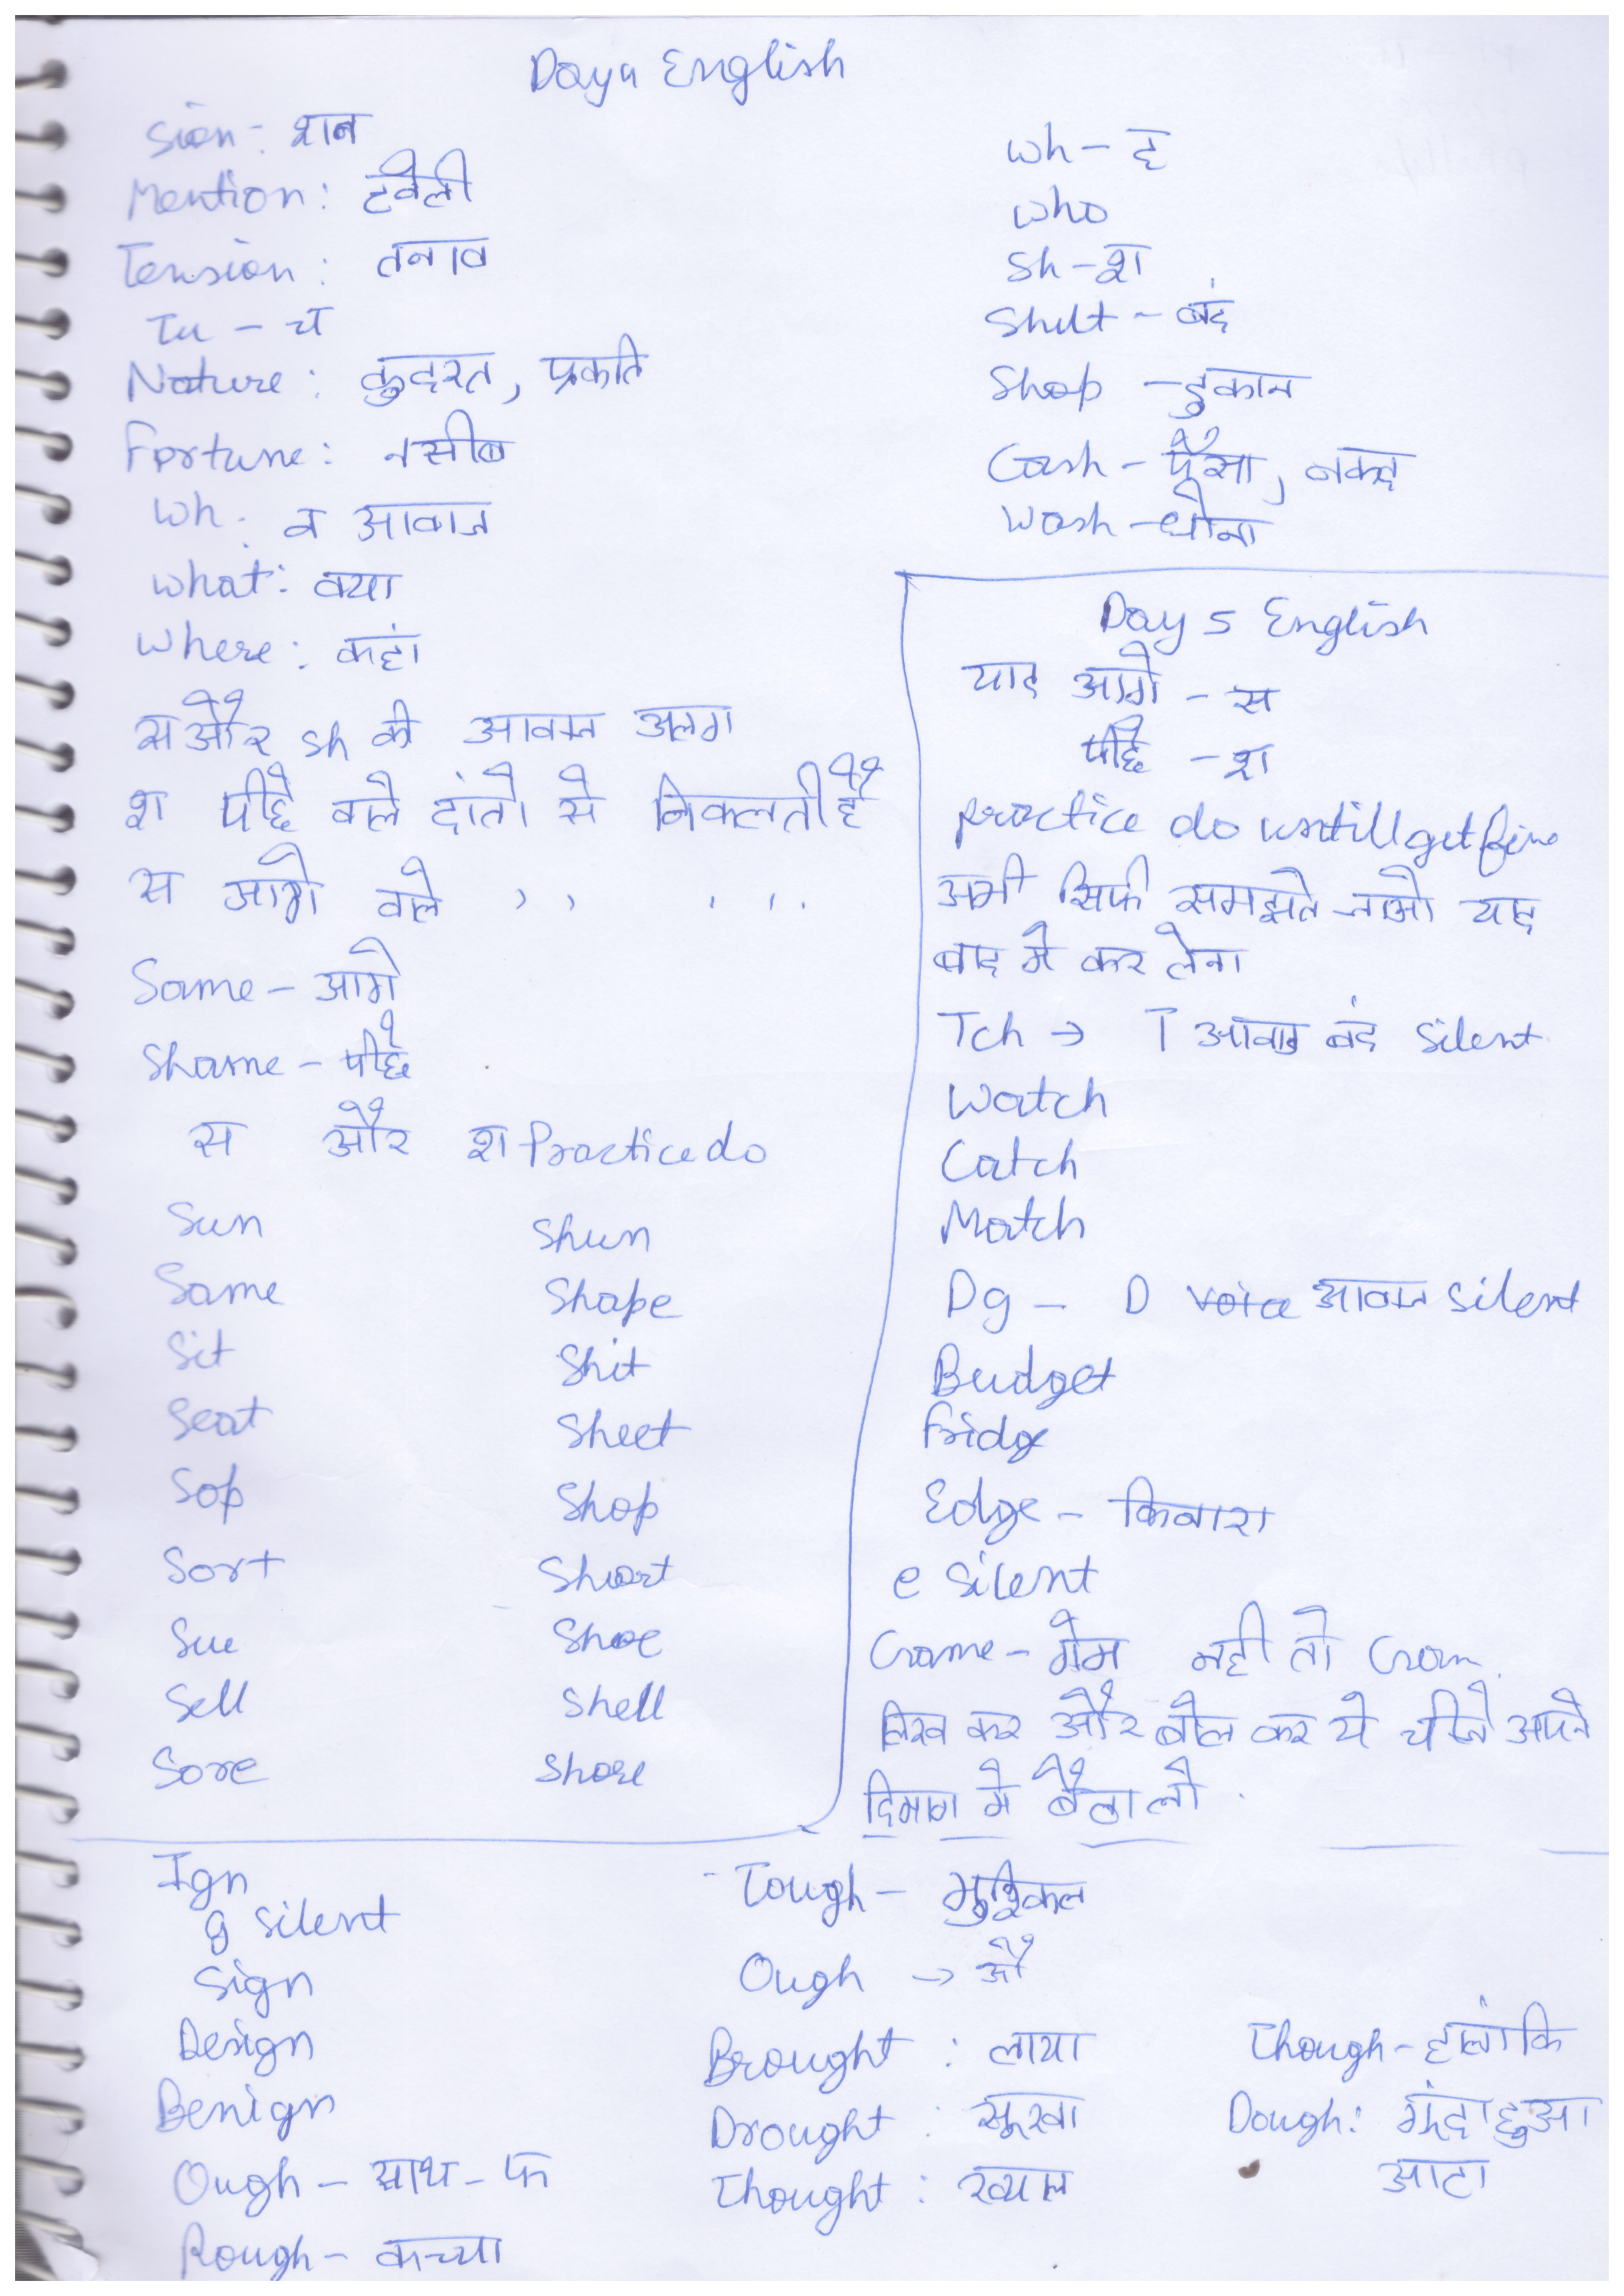 Day 4 English
Sion : शन
Mention : हवेली
Tension : तनाव
Tu - च
Nature : कुदरत, प्रकति
Fortune : नसीब
Wh : व आवाज
What : क्या
Where : कहां
स और sh की आवाज अलग
श पीछे वाले दांतो से निकलती है
स आगे वाले ,, ,,
Same - आगे
Shame - पीछे
स और श Practice do
Sun Shun
Same Shape
Sit Shit
Seat Sheet
Sop Shop
Sort Short
Sue Shoe
Sell Shell
Sore Shore
Wh - ह
Who
Sh - श
Shut - बंद
Shop - दुकान
Cash - पैसा, नकद
Wash - धोना
Day 5 English
याद आगे - स
पीछे - श
practice do untill get fine
अभी सिर्फ समझते जाओ याद
बाद मे कर लेना
Tch → T आवाज बंद silent
Watch
Catch
Match
Dg - D voice आवाज silent
Budget
Fridge
Edge - किनारा
e silent
Game - गेम नही तो Gam
लिख कर और बोल कर ये चीजे अपने
दिमाग मे बैठा लो.
Ign
g silent
Sign
Design
Benign
Ough - साथ - फ
Rough - कच्चा
Tough - मुश्किल
Ough → औ
Brought : लाया
Drought : सूखा
Thought : ख्याल
Though - हालांकि
Dough : गूंदा हुआ
आटा